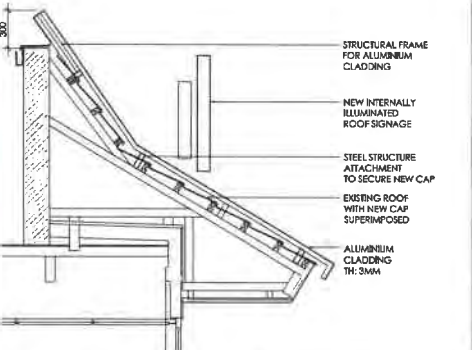 300
STRUCTURAL FRAME
FOR ALUMINIUM
CLADDING
NEW INTERNALLY
ILLUMINATED
ROOF SIGNAGE
STEEL STRUCTURE
ATTACHMENT
TO SECURE NEW CAP
EXISTING ROOF
WITH NEW CAP
SUPERIMPOSED
ALUMINIUM
CLADDING
TH: 3MM